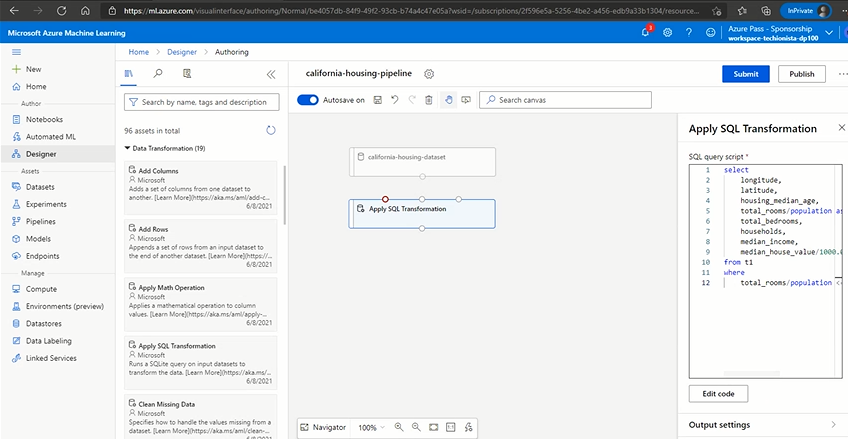 https://ml.azure.com/visualinterface/authoring/Normal/be4057db-84f9-49f2-93cb-b74a4c47e05a?wsid=/subscriptions/2f596e5a-5256-4be2-a456-edb9a33b1304/resource...
InPrivate
Microsoft Azure Machine Learning
3
Azure Pass - Sponsorship
workspace-techionista-dp100
New
Home
Author
Notebooks
Automated ML
Designer
Assets
Datasets
Experiments
Pipelines
Models
Endpoints
Manage
Compute
Environments (preview)
Datastores
Data Labeling
Linked Services
Home > Designer > Authoring
Search by name, tags and description
96 assets in total
Data Transformation (19)
Add Columns
Microsoft
Adds a set of columns from one dataset to
another. [Learn More](https://aka.ms/aml/add-c...
6/8/2021
Add Rows
Microsoft
Appends a set of rows from an input dataset to
the end of another dataset. [Learn More](https://...
6/8/2021
Apply Math Operation
Microsoft
Applies a mathematical operation to column
values. [Learn More](https://aka.ms/aml/apply-...
6/8/2021
Apply SQL Transformation
Microsoft
Runs a SQLite query on input datasets to
transform the data. [Learn More](https://aka.ms...
6/8/2021
Clean Missing Data
Microsoft
Specifies how to handle the values missing from a
dataset. [Learn More](https://aka.ms/aml/clean-...
california-housing-pipeline
Submit
Publish
Autosave on
Search canvas
california-housing-dataset
Apply SQL Transformation
Navigator
100%
Apply SQL Transformation
SQL query script *
1 select
2 longitude,
3 latitude,
4 housing_median_age,
5 total_rooms/population as
6 total_bedrooms,
7 households,
8 median_income,
9 median_house_value/1000.0
10 from t1
11 where
12 total_rooms/population <
Edit code
Output settings